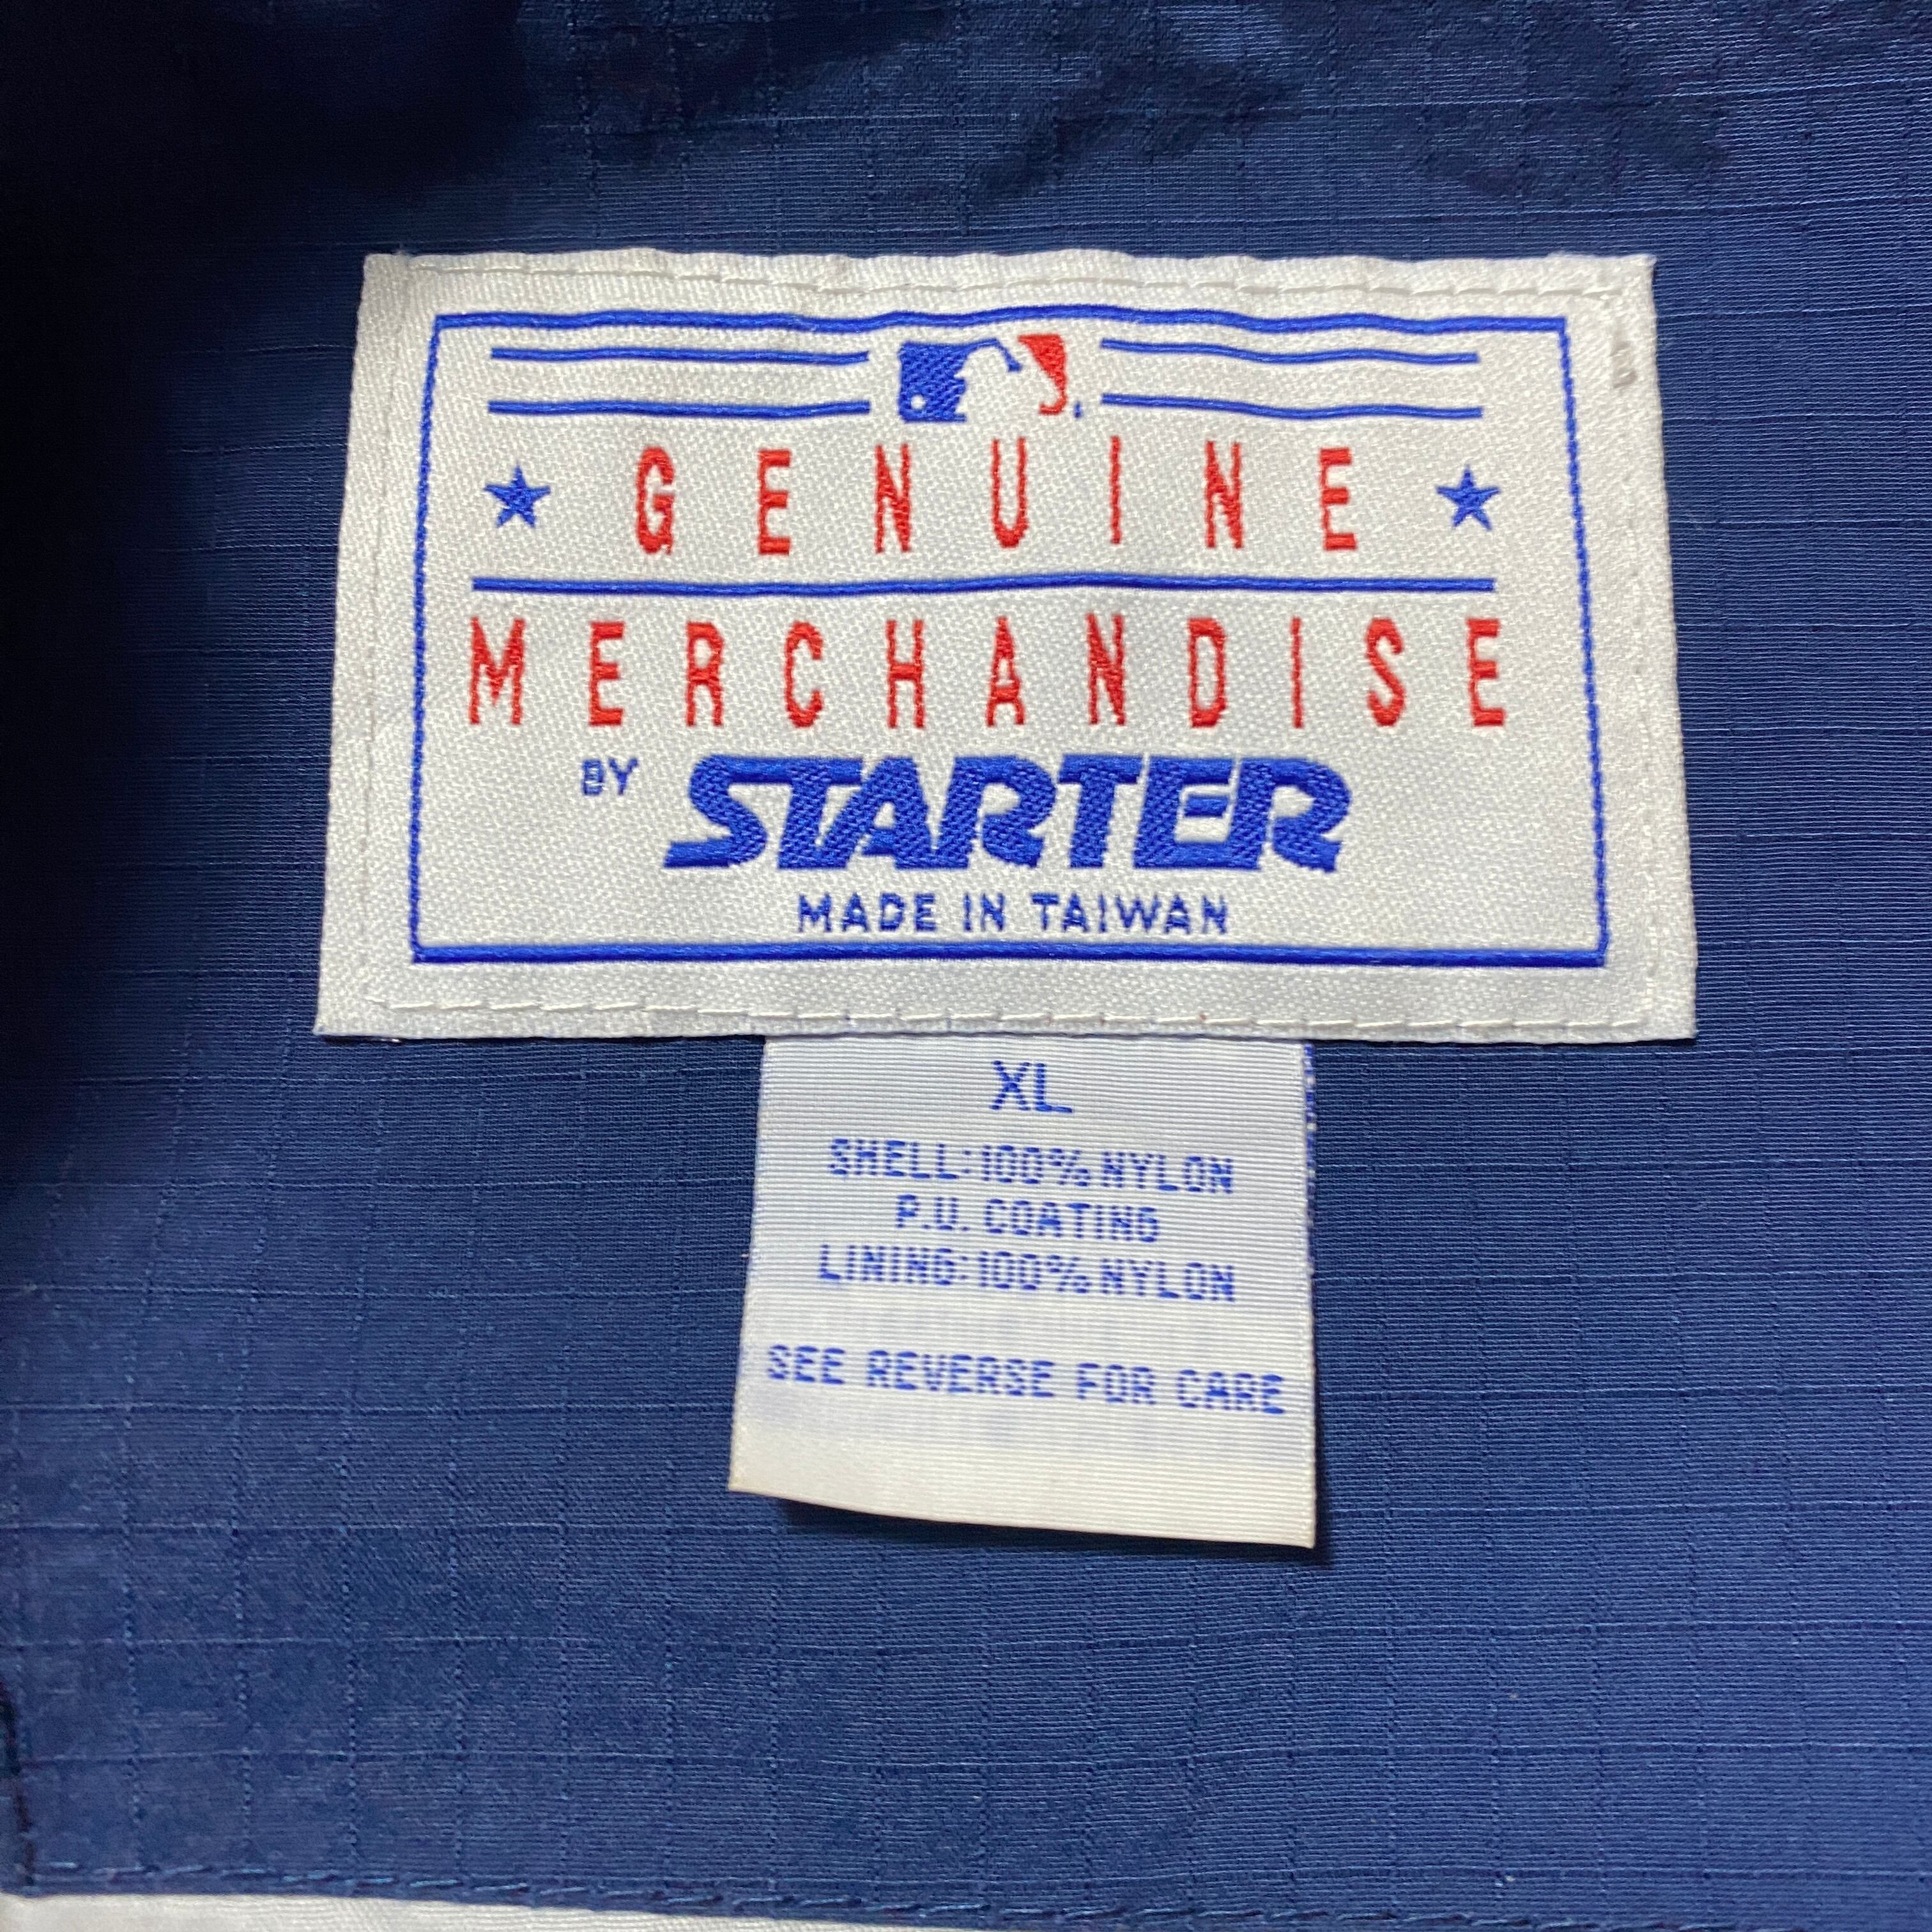 GENUINE
MERCHANDISE
BY STARTER
MADE IN TAIWAN
XL
SHELL:100%NYLON
P.U. COATING
LINING:100%NYLON
SEE REVERSE FOR CARE